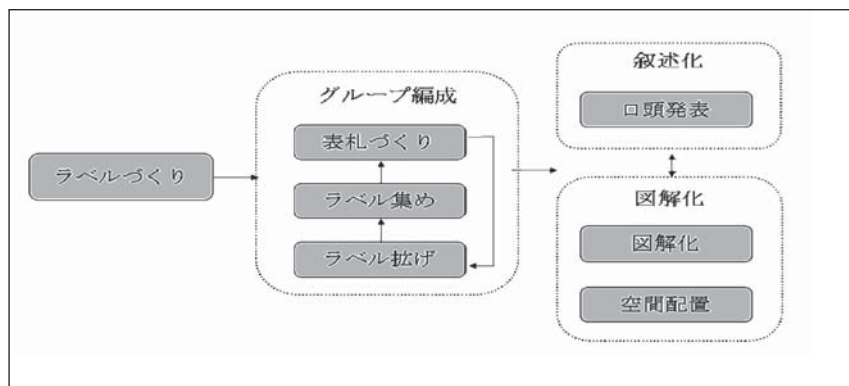 ラベルづくり
グループ編成
表札づくり
ラベル集め
ラベル拡げ
叙述化
口頭発表
図解化
図解化
空間配置